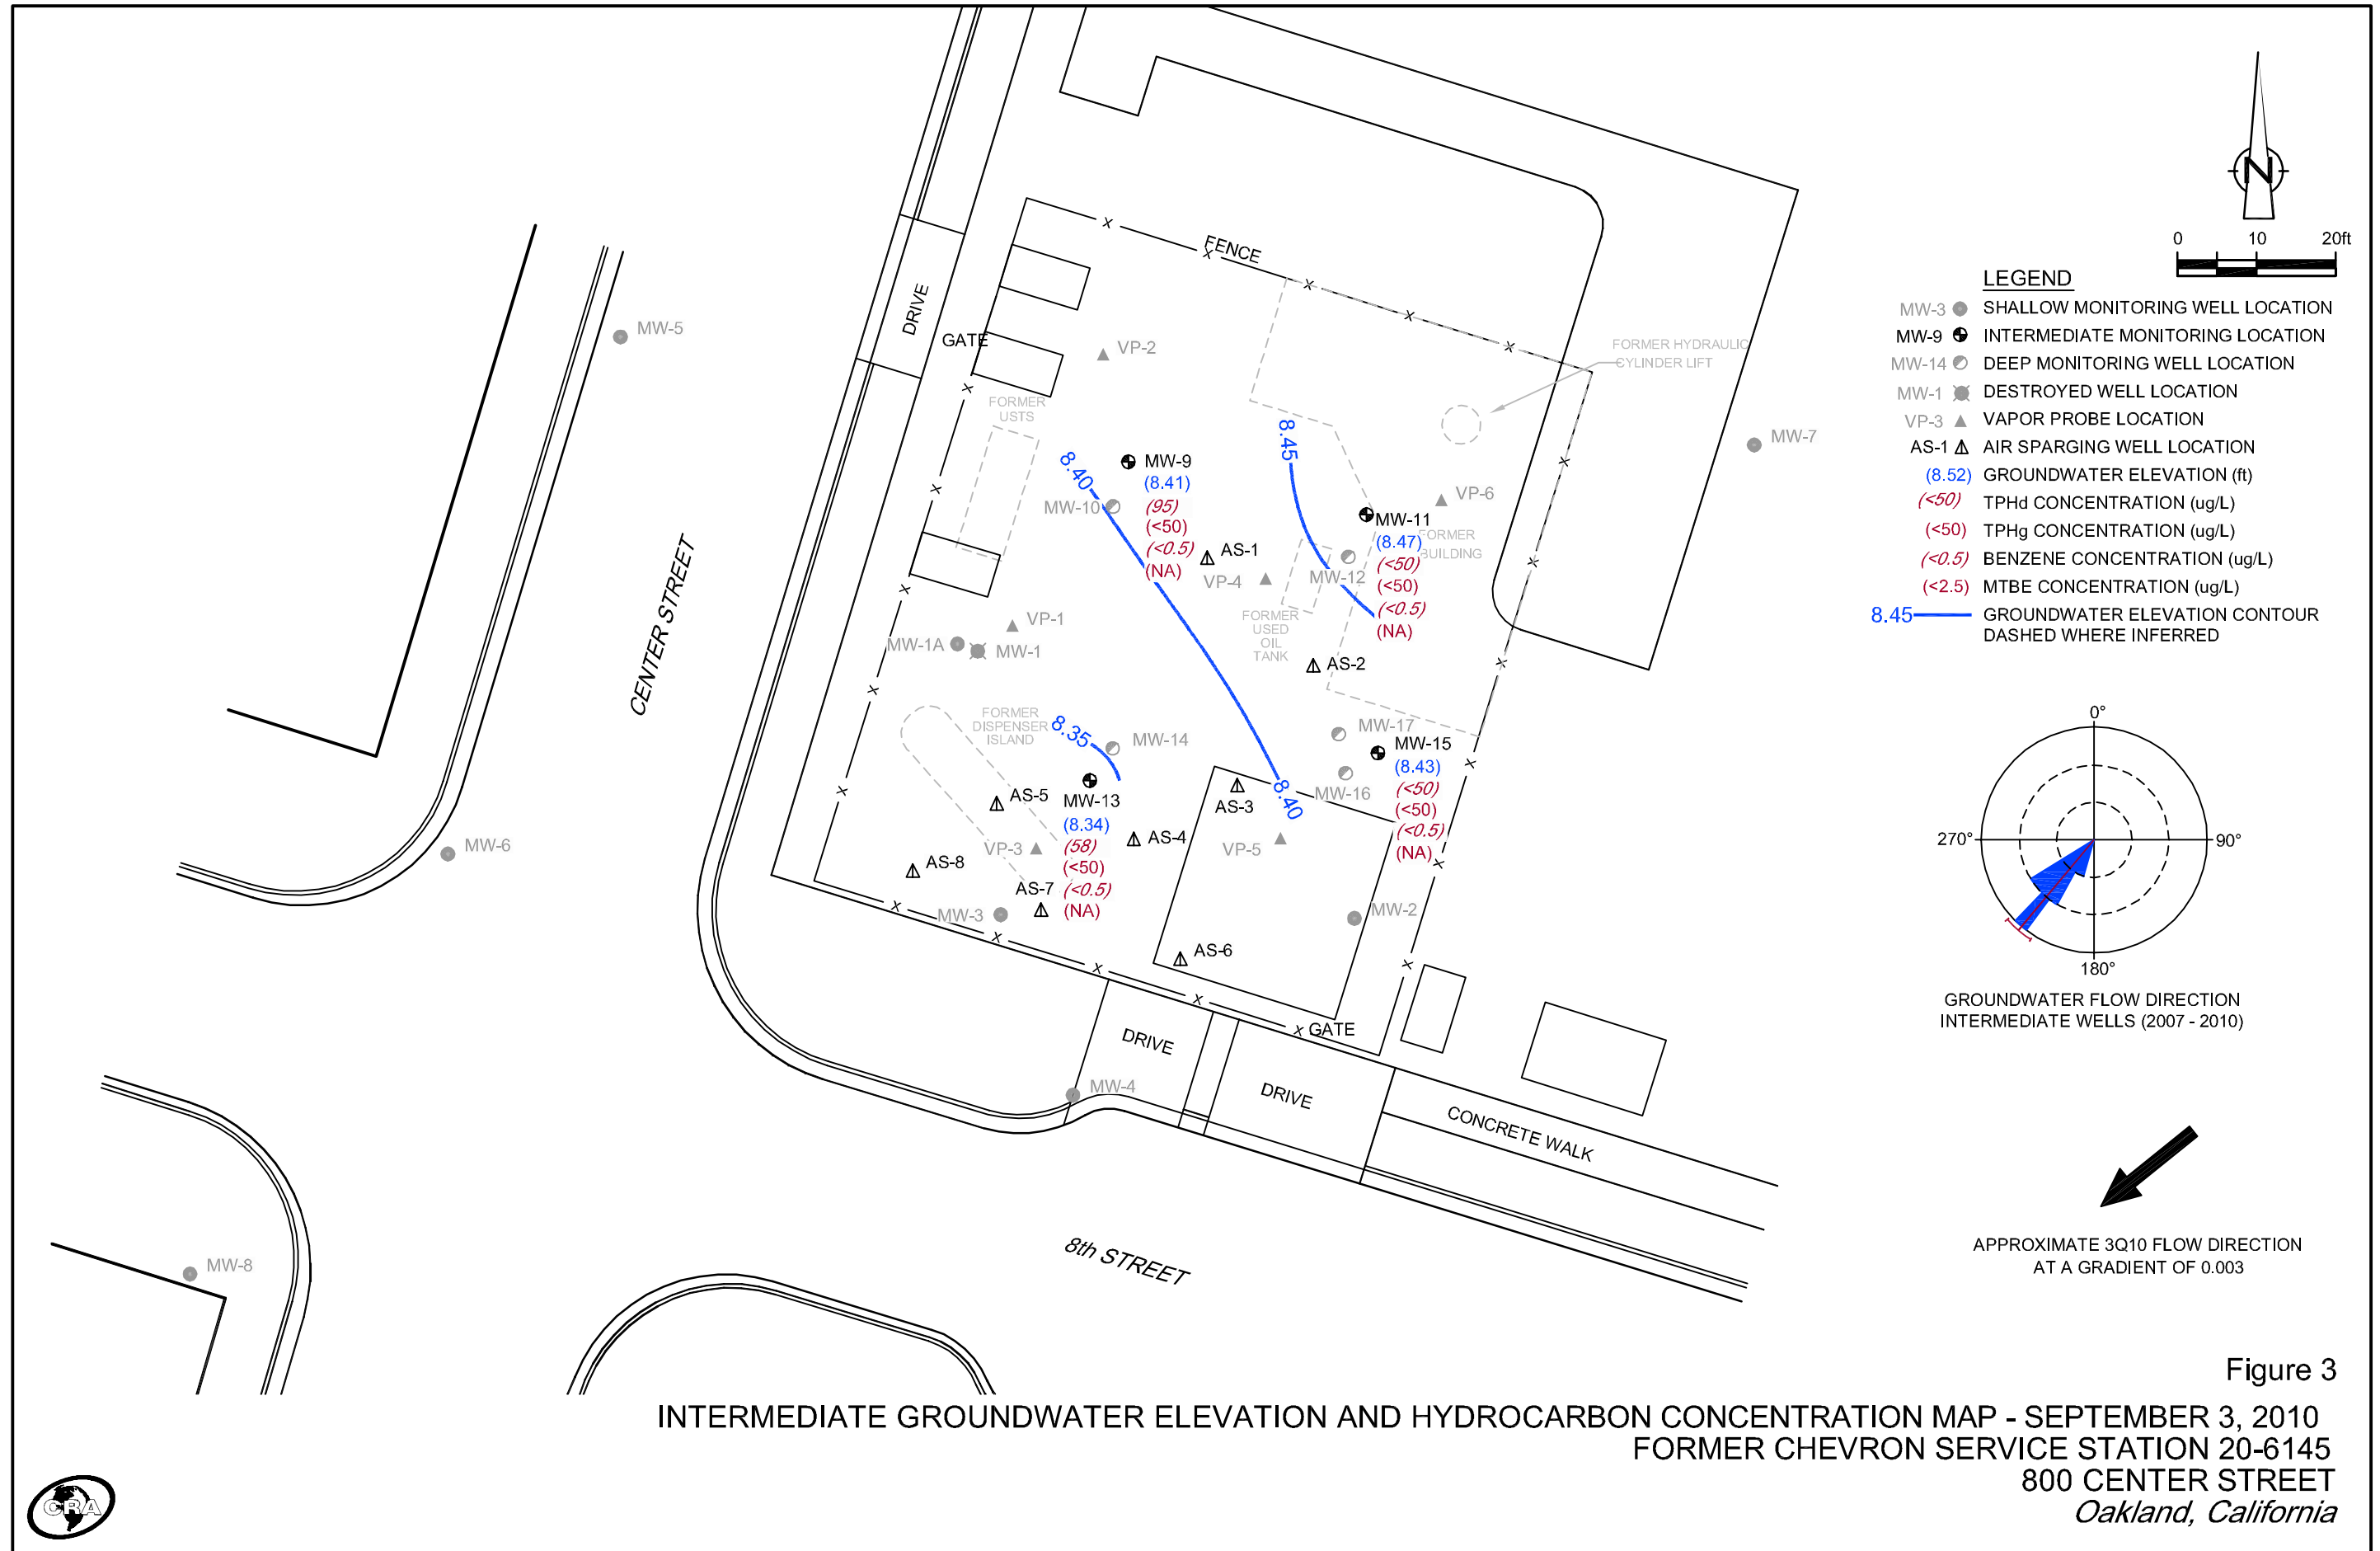 FENCE
DRIVE
GATE
MW-5
VP-2
FORMER HYDRAULIC
CYLINDER LIFT
FORMER
USTS
8.45
8.40
MW-9
(8.41)
(95)
(<50)
(<0.5)
(NA)
MW-10
MW-7
VP-6
MW-11
(8.47)
(<50)
(<50)
(<0.5)
(NA)
FORMER
BUILDING
AS-1
VP-4
MW-12
FORMER
USED
OIL
TANK
AS-2
CENTER STREET
VP-1
MW-1A
MW-1
FORMER
DISPENSER
ISLAND
8.35
MW-14
MW-17
MW-15
(8.43)
(<50)
(<50)
(<0.5)
(NA)
MW-16
AS-3
8.40
VP-5
AS-5
MW-13
(8.34)
(58)
(<50)
(<0.5)
(NA)
AS-4
VP-3
AS-8
AS-7
MW-3
MW-6
MW-2
AS-6
GATE
DRIVE
DRIVE
MW-4
CONCRETE WALK
MW-8
8th STREET
N
0 10 20ft
LEGEND
MW-3 SHALLOW MONITORING WELL LOCATION
MW-9 INTERMEDIATE MONITORING LOCATION
MW-14 DEEP MONITORING WELL LOCATION
MW-1 DESTROYED WELL LOCATION
VP-3 VAPOR PROBE LOCATION
AS-1 AIR SPARGING WELL LOCATION
(8.52) GROUNDWATER ELEVATION (ft)
(<50) TPHd CONCENTRATION (ug/L)
(<50) TPHg CONCENTRATION (ug/L)
(<0.5) BENZENE CONCENTRATION (ug/L)
(<2.5) MTBE CONCENTRATION (ug/L)
8.45 GROUNDWATER ELEVATION CONTOUR
DASHED WHERE INFERRED
0°
270°
90°
180°
GROUNDWATER FLOW DIRECTION
INTERMEDIATE WELLS (2007 - 2010)
APPROXIMATE 3Q10 FLOW DIRECTION
AT A GRADIENT OF 0.003
Figure 3
INTERMEDIATE GROUNDWATER ELEVATION AND HYDROCARBON CONCENTRATION MAP - SEPTEMBER 3, 2010
FORMER CHEVRON SERVICE STATION 20-6145
800 CENTER STREET
Oakland, California
CRA